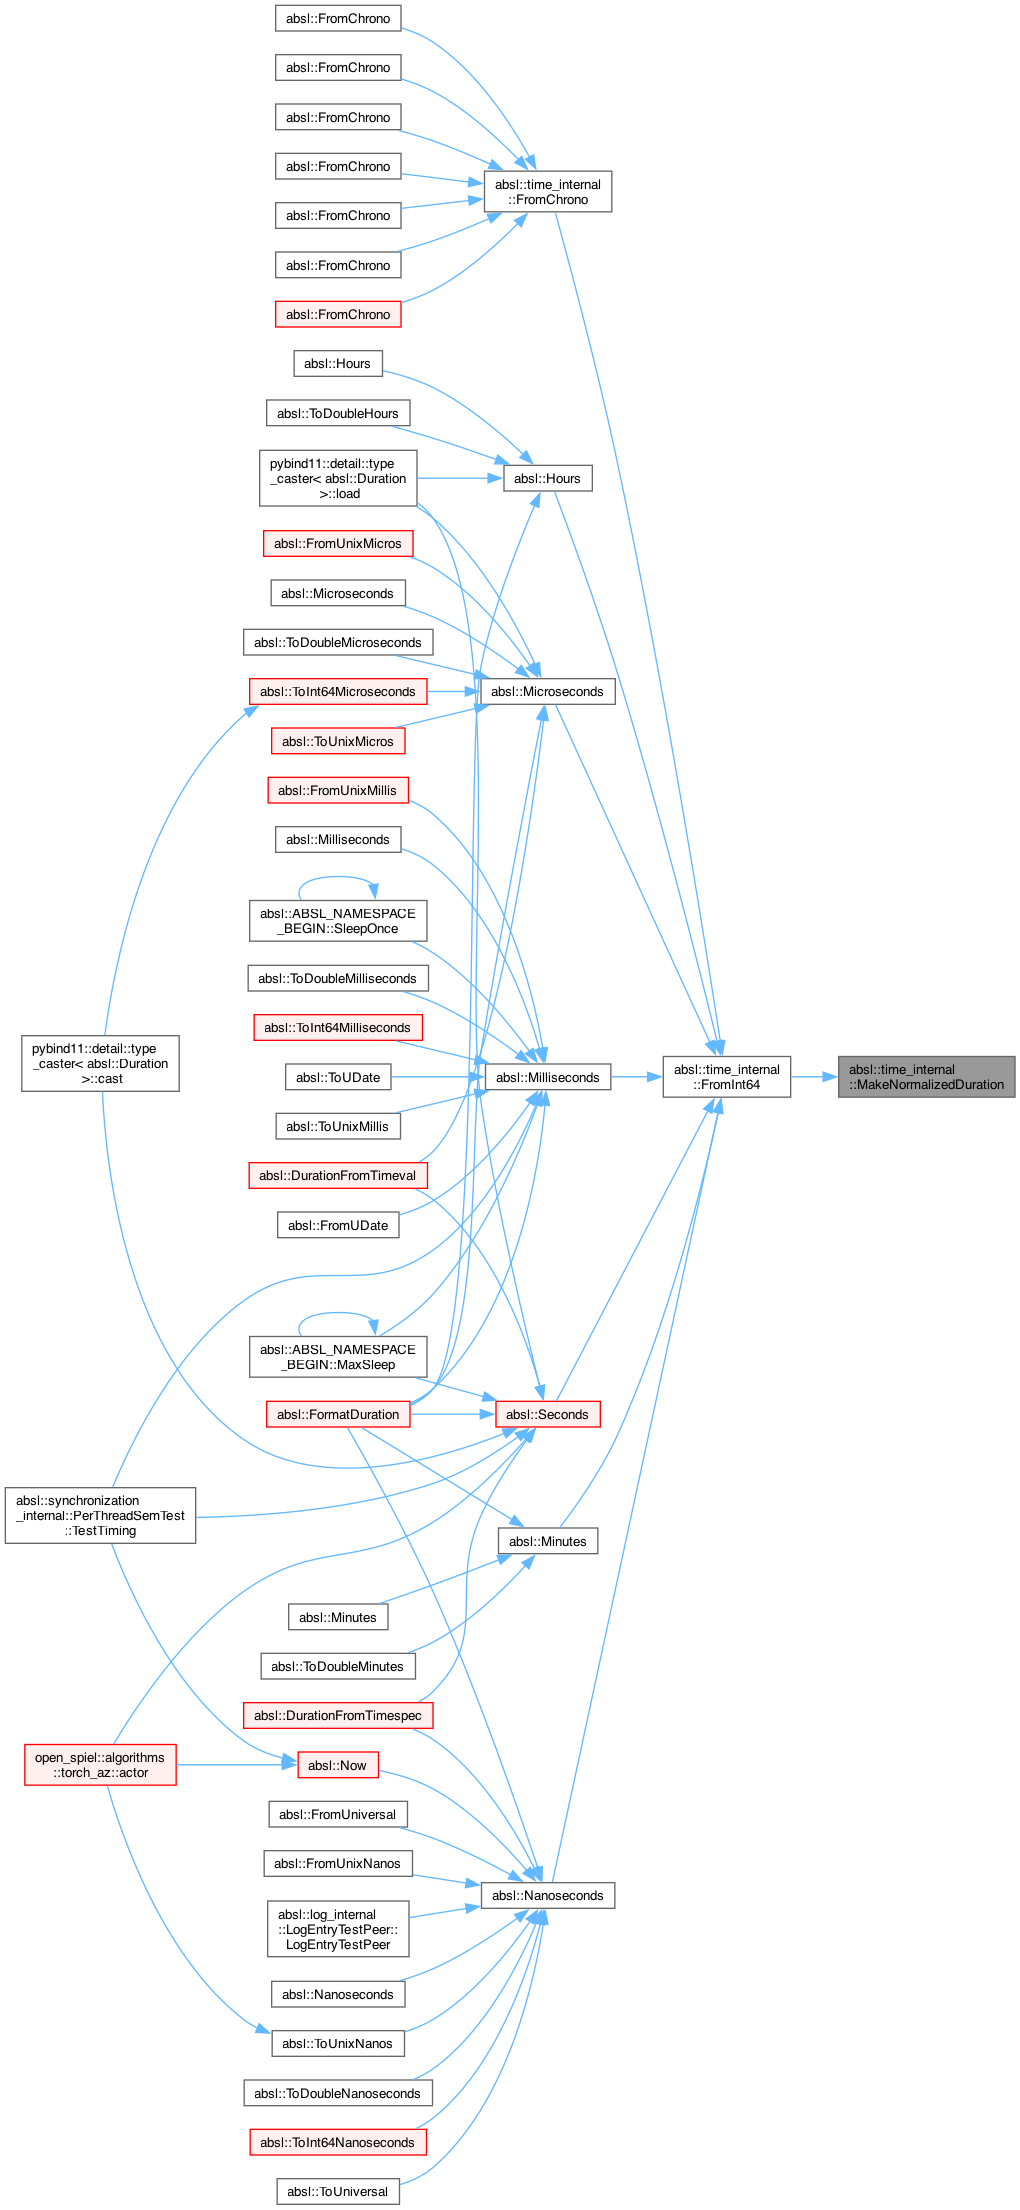 absl::FromChrono
absl::FromChrono
absl::FromChrono
absl::FromChrono
absl::time_internal
::FromChrono
absl::FromChrono
absl::FromChrono
absl::FromChrono
absl::Hours
absl::ToDoubleHours
pybind11::detail::type
_caster< absl::Duration
>::load
absl::Hours
absl::FromUnixMicros
absl::Microseconds
absl::ToDoubleMicroseconds
absl::ToInt64Microseconds
absl::Microseconds
absl::ToUnixMicros
absl::FromUnixMillis
absl::Milliseconds
absl::ABSL_NAMESPACE
_BEGIN::SleepOnce
absl::ToDoubleMilliseconds
absl::ToInt64Milliseconds
pybind11::detail::type
_caster< absl::Duration
>::cast
absl::ToUDate
absl::Milliseconds
absl::time_internal
::FromInt64
absl::time_internal
::MakeNormalizedDuration
absl::ToUnixMillis
absl::DurationFromTimeval
absl::FromUDate
absl::ABSL_NAMESPACE
_BEGIN::MaxSleep
absl::FormatDuration
absl::Seconds
absl::synchronization
_internal::PerThreadSemTest
::TestTiming
absl::Minutes
absl::Minutes
absl::ToDoubleMinutes
absl::DurationFromTimespec
open_spiel::algorithms
::torch_az::actor
absl::Now
absl::FromUniversal
absl::FromUnixNanos
absl::Nanoseconds
absl::log_internal
::LogEntryTestPeer::
LogEntryTestPeer
absl::Nanoseconds
absl::ToUnixNanos
absl::ToDoubleNanoseconds
absl::ToInt64Nanoseconds
absl::ToUniversal